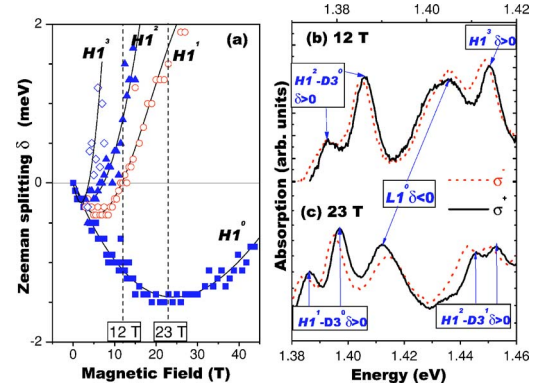 (a)
H1³
H1²
H1¹
H1⁰
Zeeman splitting δ (meV)
2
0
-2
12 T
23 T
0
10
20
30
40
Magnetic Field (T)
1.38
1.40
1.42
(b) 12 T
H1³ δ>0
H1²-D3⁰
δ>0
L1⁰ δ<0
σ⁻
σ⁺
(c) 23 T
H1¹-D3⁰ δ>0
H1²-D3¹ δ>0
Absorption (arb. units)
1.38
1.40
1.42
1.44
1.46
Energy (eV)